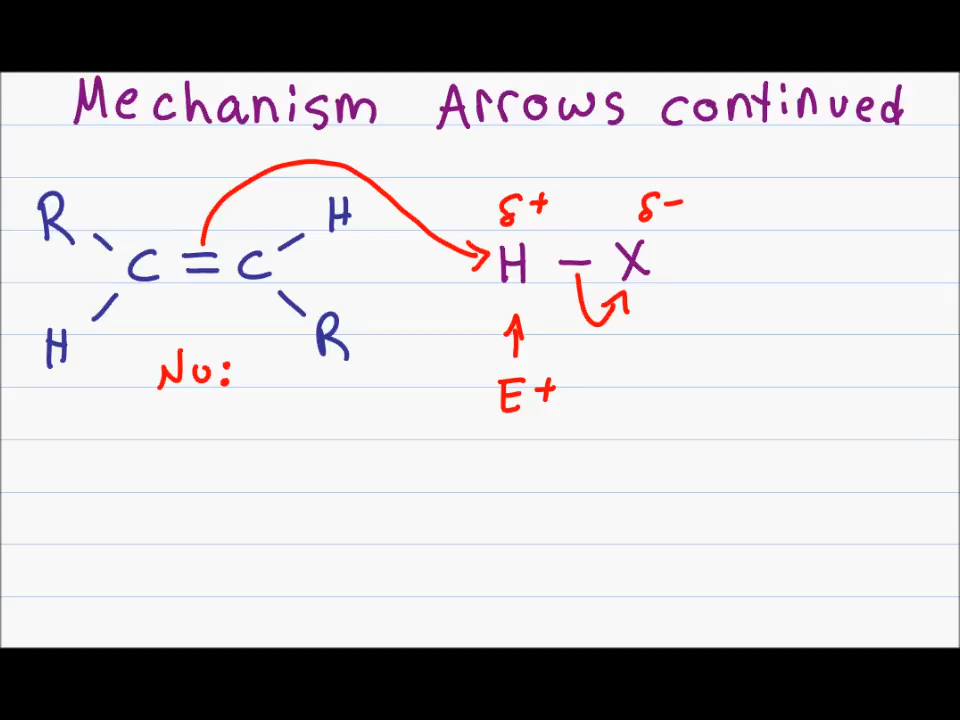 Mechanism Arrows continued
R H δ+ δ-
C = C H - X
H R
Nu: E+